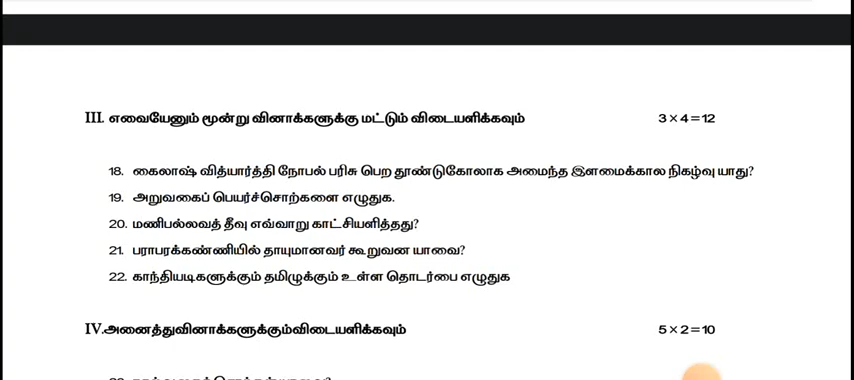 III. எவையேனும் மூன்று வினாக்களுக்கு மட்டும் விடையளிக்கவும் 3 × 4 = 12
18. கைலாஷ் வித்யார்த்தி நோபல் பரிசு பெற தூண்டுகோலாக அமைந்த இளமைக்கால நிகழ்வு யாது?
19. அறுவகைப் பெயர்ச்சொற்களை எழுதுக.
20. மணிபல்லவத் தீவு எவ்வாறு காட்சியளித்தது?
21. பராபரக்கண்ணியில் தாயுமானவர் கூறுவன யாவை?
22. காந்தியடிகளுக்கும் தமிழுக்கும் உள்ள தொடர்பை எழுதுக
IV.அனைத்துவினாக்களுக்கும்விடையளிக்கவும் 5 × 2 = 10